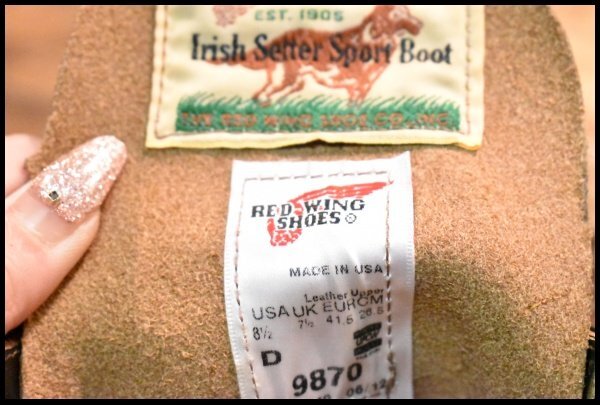 EST. 1905
Irish Setter Sport Boot
THE RED WING SHOE CO., INC.
RED WING
SHOES ®
MADE IN USA
Leather Upper
USA UK EUR CM
8½ 7½ 41.5 26.5
D
9870
06/12